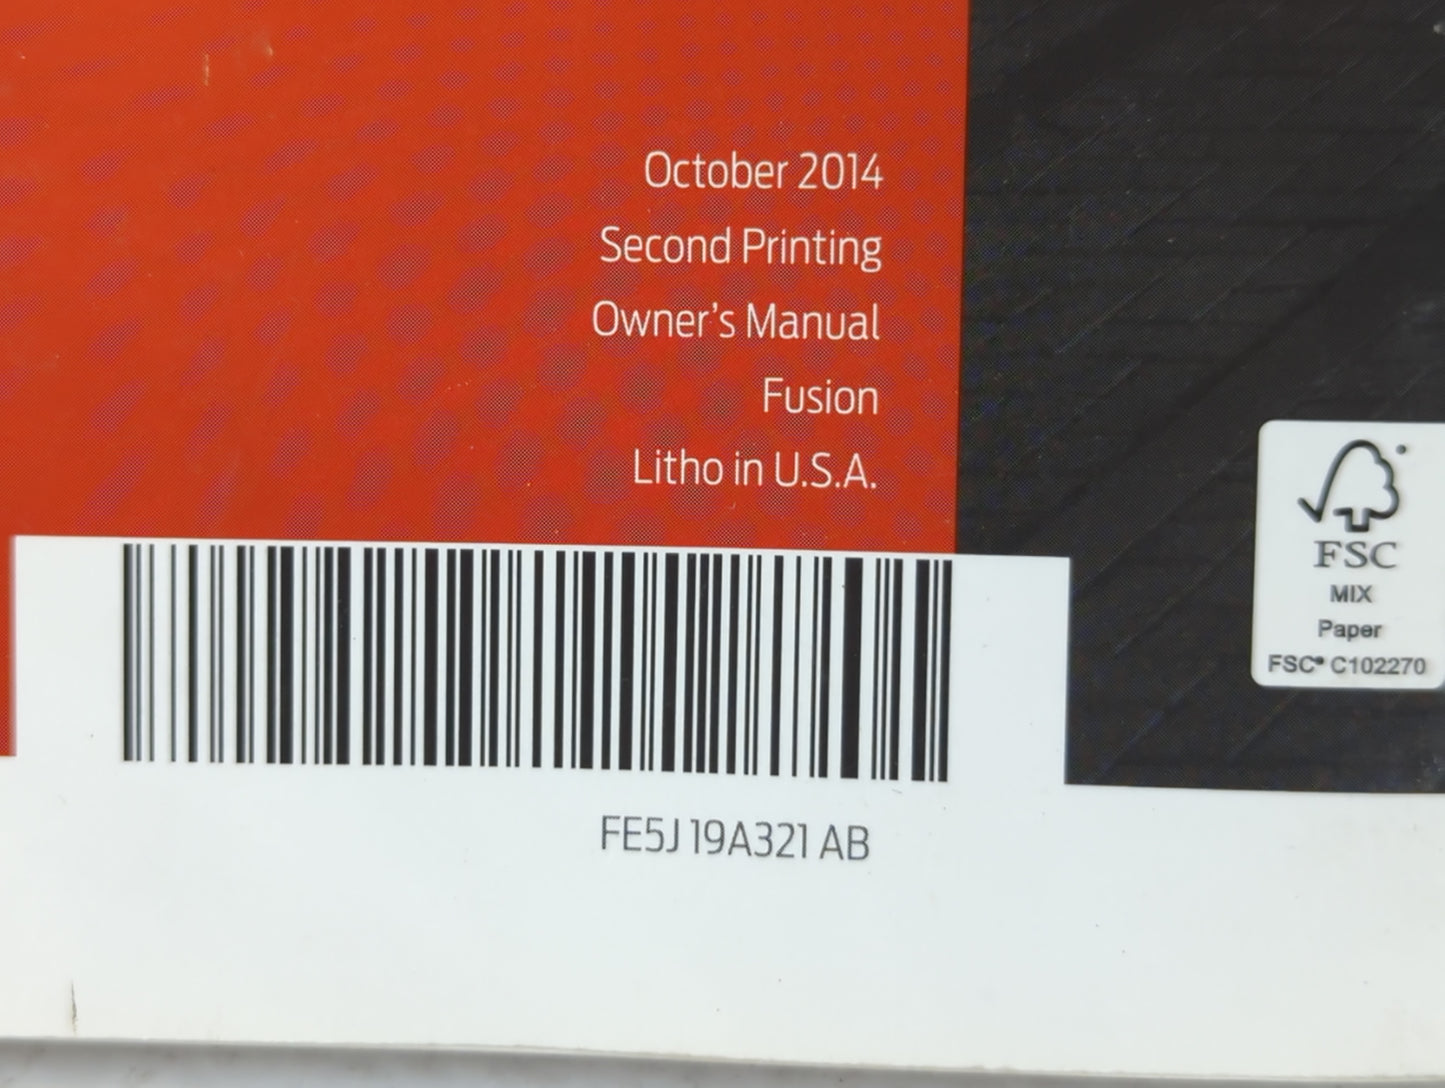 October 2014
Second Printing
Owner's Manual
Fusion
Litho in U.S.A.
FSC
MIX
Paper
FSC® C102270
FE5J 19A321 AB